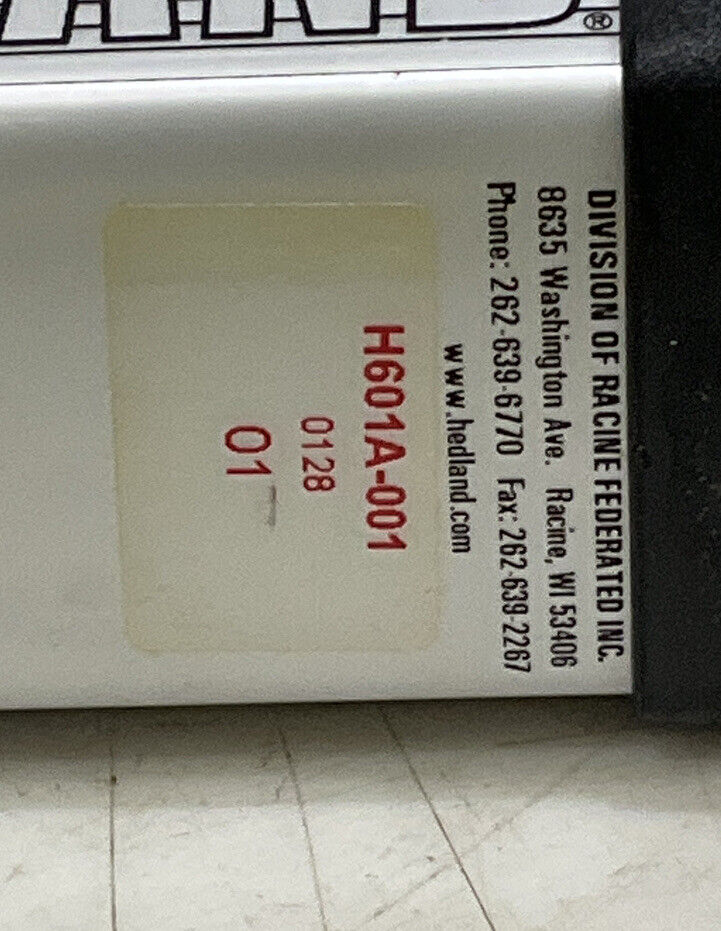 ®
DIVISION OF RACINE FEDERATED INC.
8635 Washington Ave. Racine, WI 53406
Phone: 262-639-6770 Fax: 262-639-2267
www.hedland.com
H601A-001
0128
01